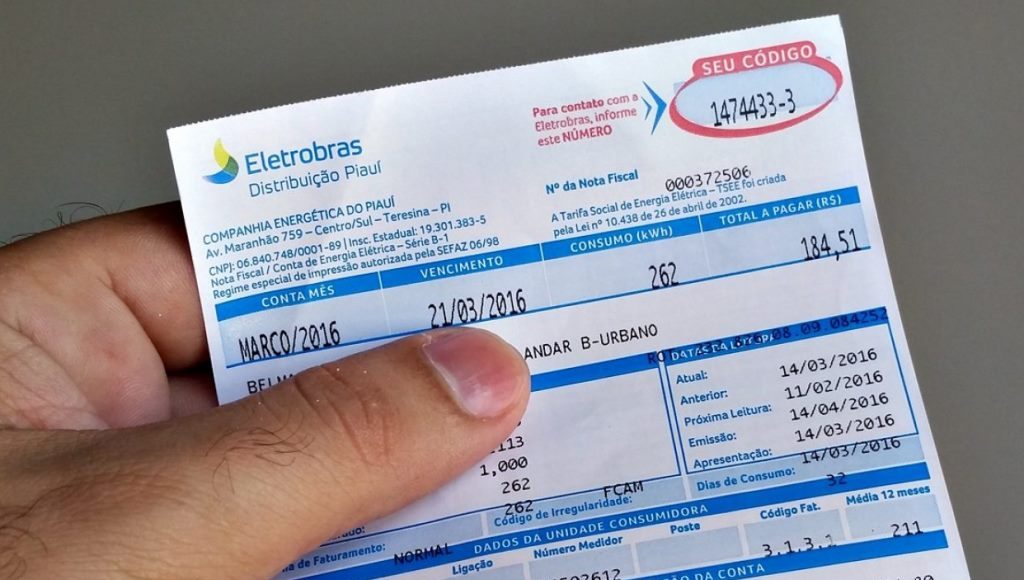 SEU CÓDIGO
1474433-3
Para contato com a
Eletrobras, informe
este NÚMERO
Eletrobras
Distribuição Piauí
Nº da Nota Fiscal 000372506
A Tarifa Social de Energia Elétrica – TSEE foi criada
pela Lei nº 10.438 de 26 de abril de 2002.
COMPANHIA ENERGÉTICA DO PIAUÍ
Av. Maranhão 759 – Centro/Sul – Teresina – PI
CNPJ: 06.840.748/0001-89 | Insc. Estadual: 19.301.383-5
Nota Fiscal / Conta de Energia Elétrica – Série B-1
Regime especial de impressão autorizada pela SEFAZ 06/98
CONTA MÊS VENCIMENTO CONSUMO (kWh) TOTAL A PAGAR (R$)
MARCO/2016 21/03/2016 262 184,51
ANDAR B-URBANO
Atual: 14/03/2016
Anterior: 11/02/2016
Próxima Leitura: 14/04/2016
Emissão: 14/03/2016
Apresentação: 14/03/2016
Dias de Consumo: 32
1,000
262
262
FCAM
Código de Irregularidade:
de Faturamento: NORMAL
DADOS DA UNIDADE CONSUMIDORA
Ligação Número Medidor Poste Código Fat. Média 12 meses
3.1.3.1 211
DA CONTA